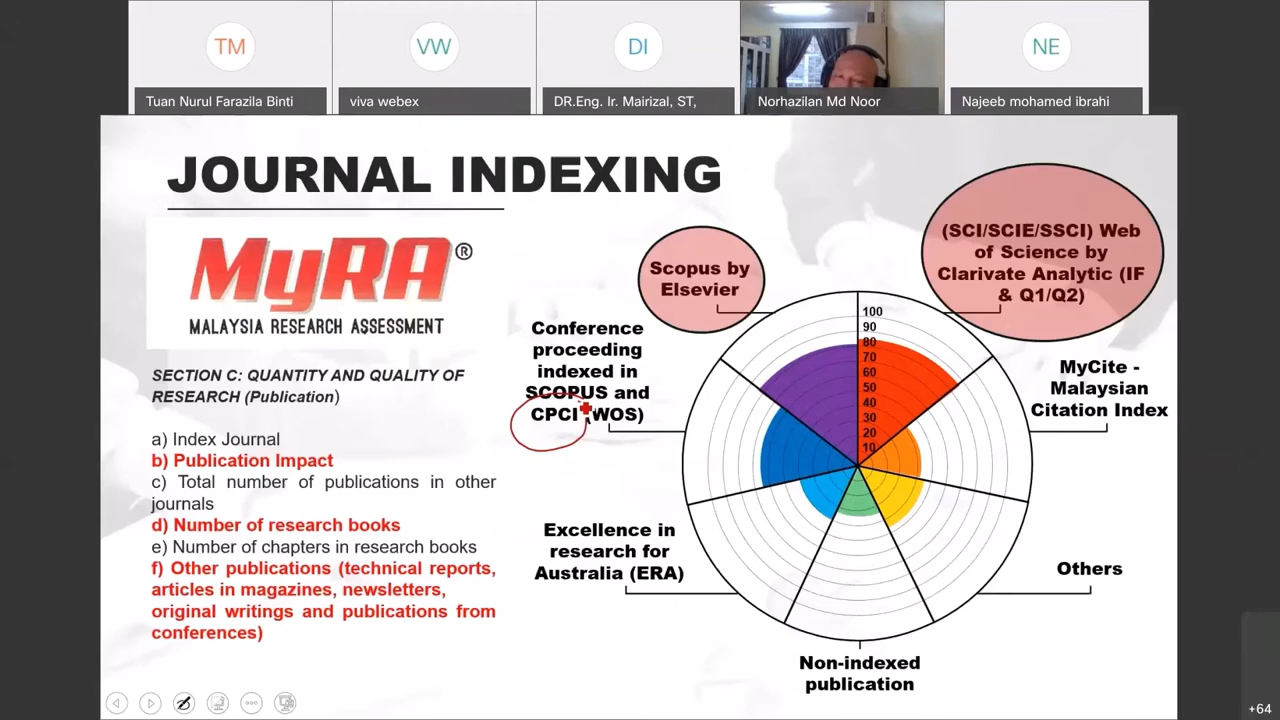 TM
VW
DI
NE
Tuan Nurul Farazila Binti
viva webex
DR.Eng. Ir. Mairizal, ST,
Norhazilan Md Noor
Najeeb mohamed ibrahi
JOURNAL INDEXING
MyRA®
MALAYSIA RESEARCH ASSESSMENT
SECTION C: QUANTITY AND QUALITY OF
RESEARCH (Publication)
a) Index Journal
b) Publication Impact
c) Total number of publications in other
journals
d) Number of research books
e) Number of chapters in research books
f) Other publications (technical reports,
articles in magazines, newsletters,
original writings and publications from
conferences)
Scopus by
Elsevier
(SCI/SCIE/SSCI) Web
of Science by
Clarivate Analytic (IF
& Q1/Q2)
Conference
proceeding
indexed in
SCOPUS and
CPCI (WOS)
100
90
80
70
60
50
40
30
20
10
MyCite -
Malaysian
Citation Index
Excellence in
research for
Australia (ERA)
Others
Non-indexed
publication
+64